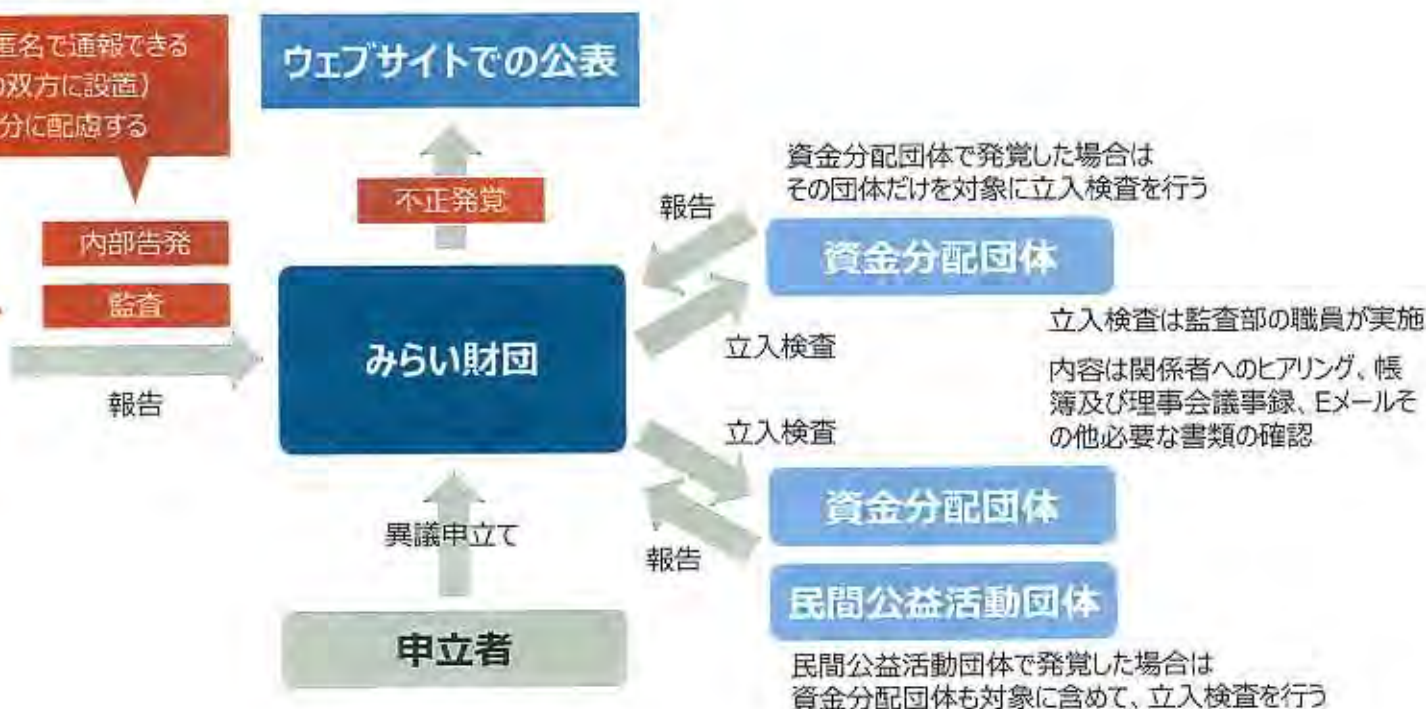 匿名で通報できる
の双方に設置）
分に配慮する
ウェブサイトでの公表
不正発覚
内部告発
監査
報告
みらい財団
異議申立て
申立者
資金分配団体で発覚した場合は
その団体だけを対象に立入検査を行う
報告
資金分配団体
立入検査
立入検査は監査部の職員が実施
内容は関係者へのヒアリング、帳
簿及び理事会議事録、Eメールそ
の他必要な書類の確認
立入検査
資金分配団体
報告
民間公益活動団体
民間公益活動団体で発覚した場合は
資金分配団体も対象に含めて、立入検査を行う